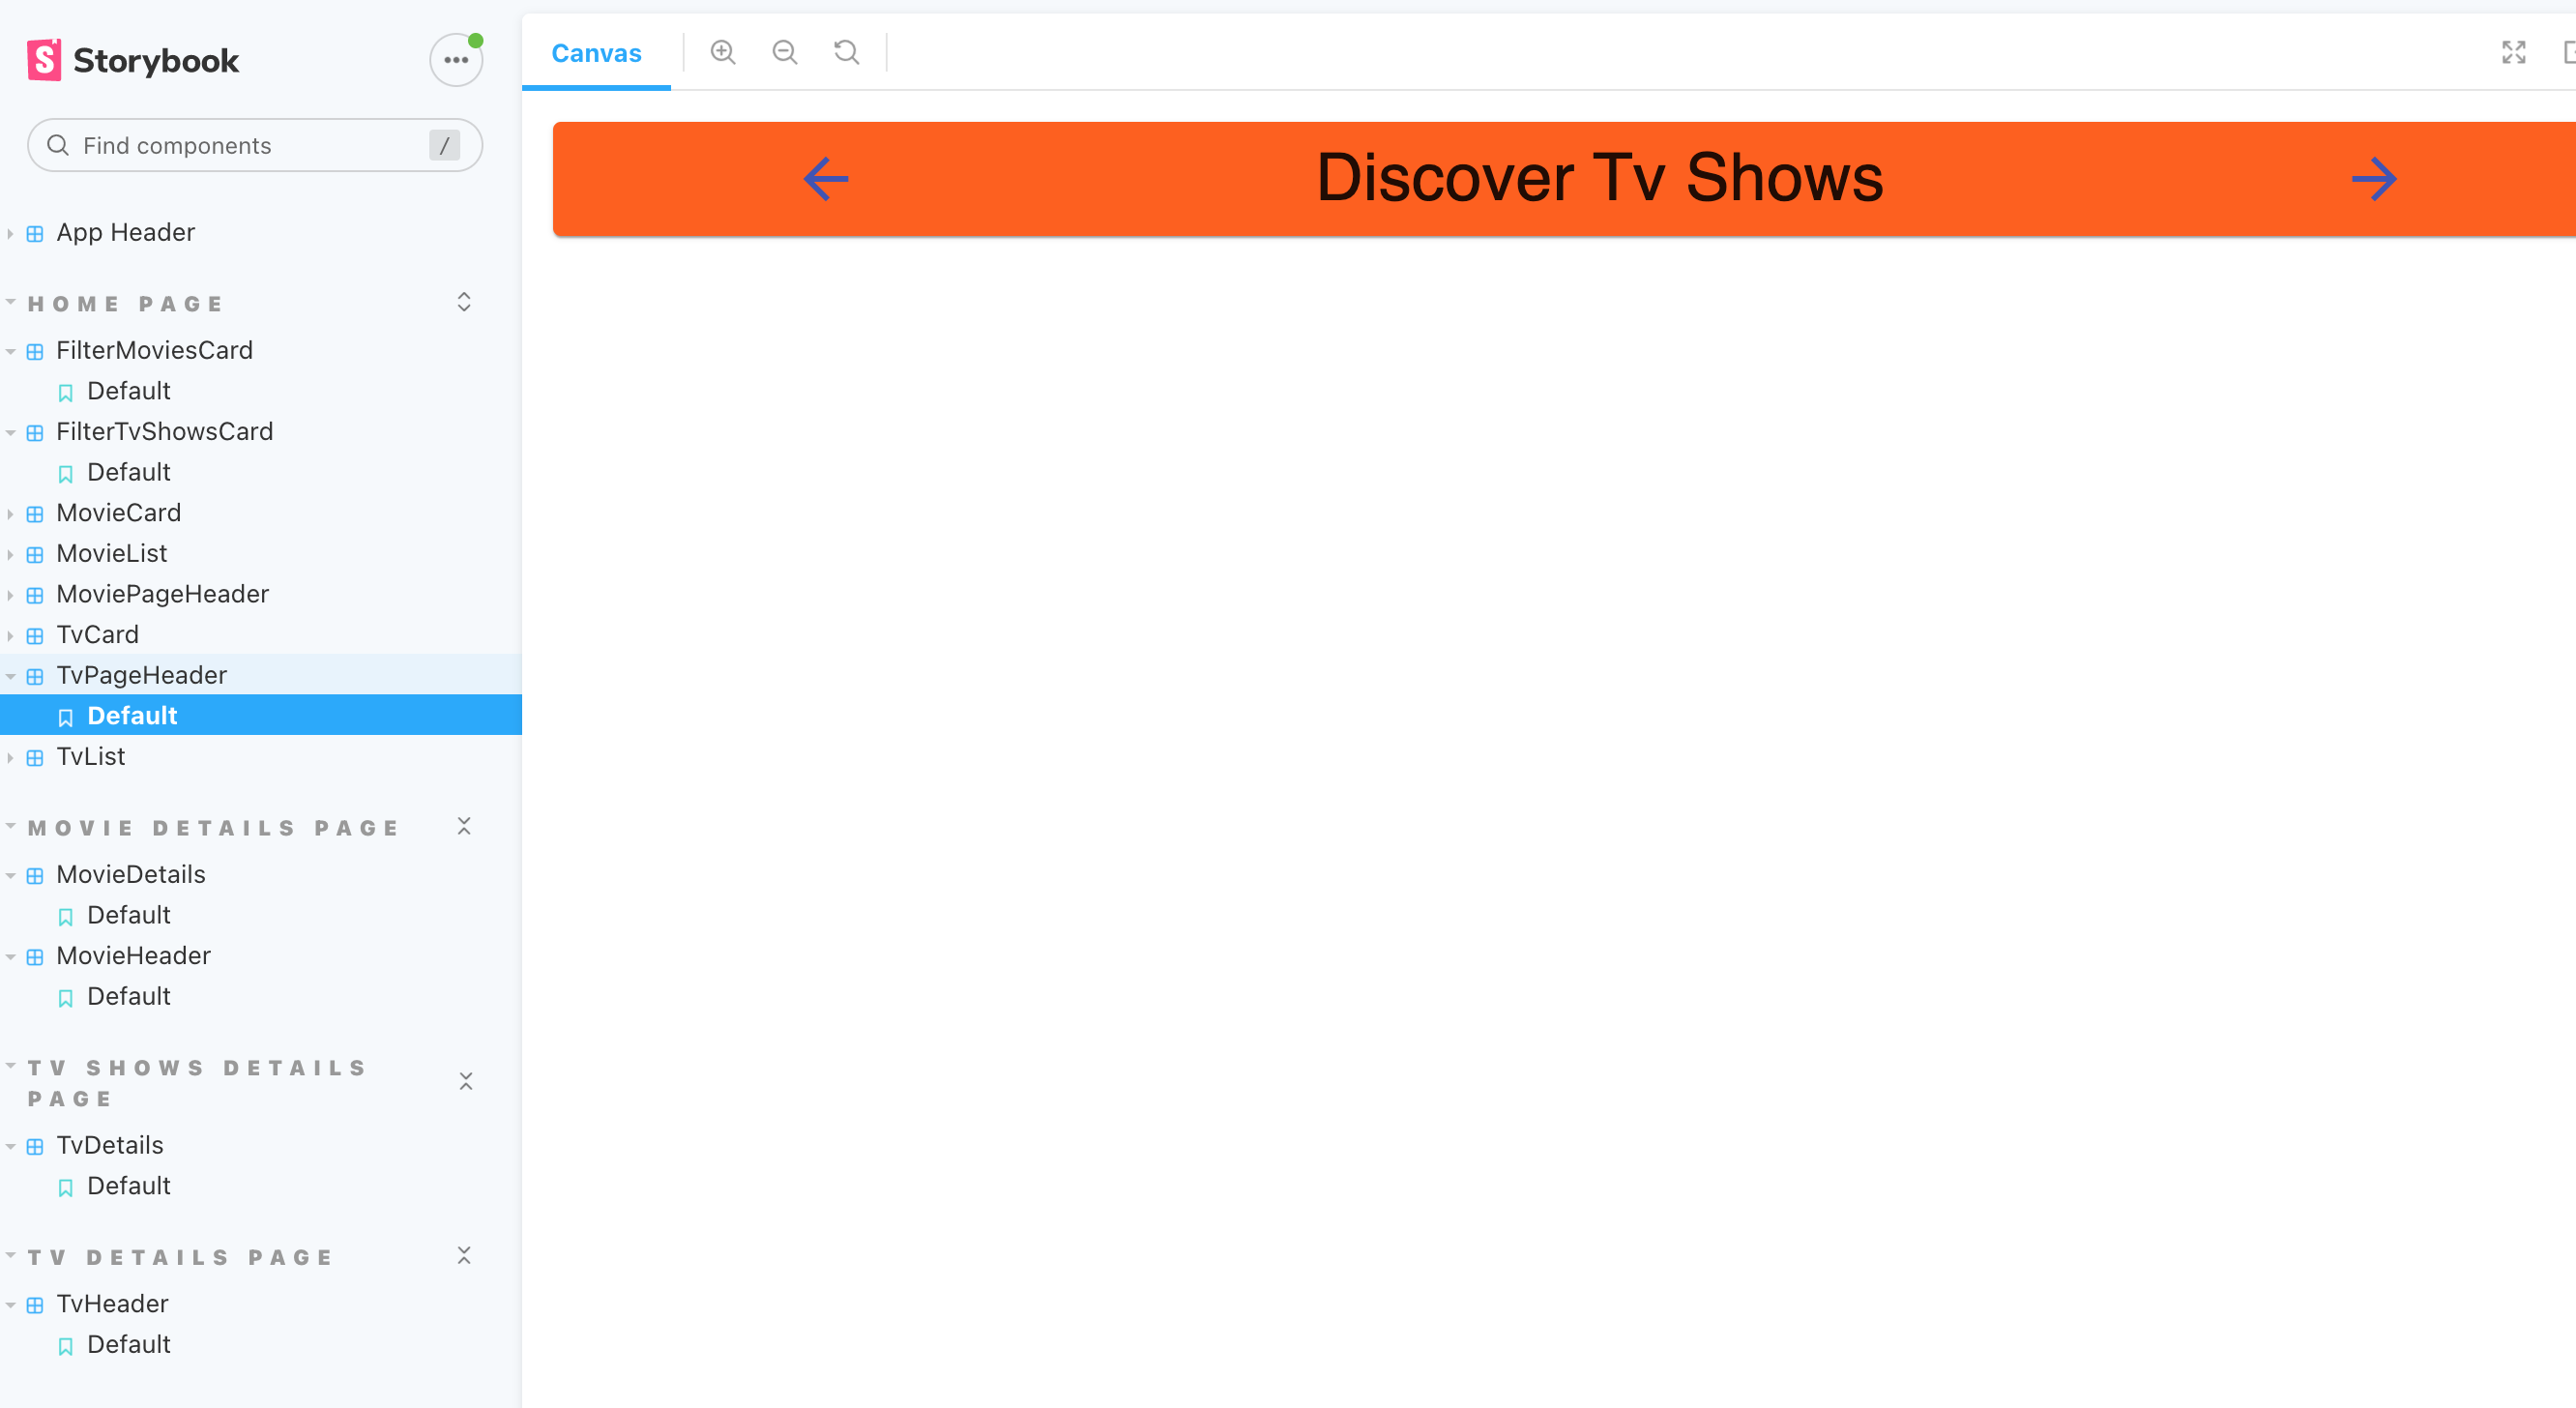 Storybook
Find components
/
App Header
HOME PAGE
FilterMoviesCard
Default
FilterTvShowsCard
Default
MovieCard
MovieList
MoviePageHeader
TvCard
TvPageHeader
Default
TvList
MOVIE DETAILS PAGE
MovieDetails
Default
MovieHeader
Default
TV SHOWS DETAILS
PAGE
TvDetails
Default
TV DETAILS PAGE
TvHeader
Default
Canvas
Discover Tv Shows